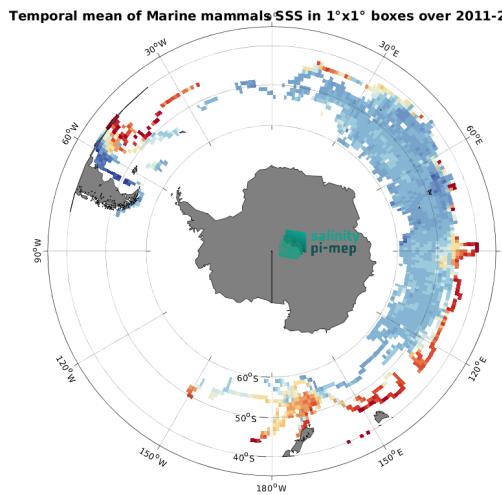 Temporal mean of Marine mammals SSS in 1°x1° boxes over 2011-2
30°W
30°E
60°W
60°E
salinity
pi-mep
90°W
120°W
120°E
60°S
50°S
40°S
150°W
150°E
180°W